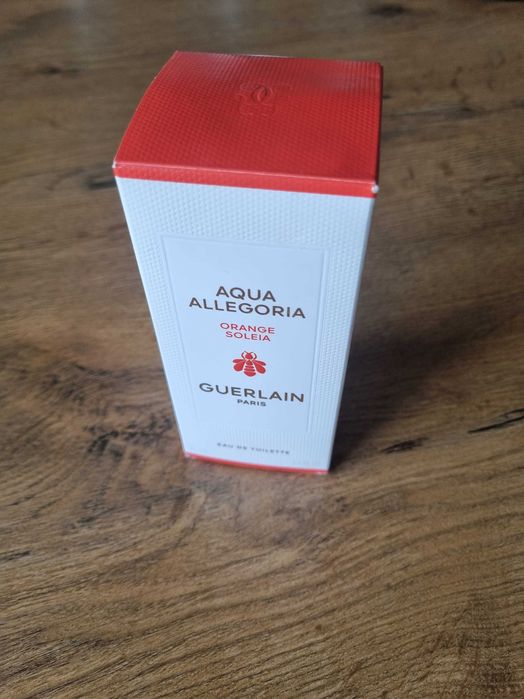 AQUA
ALLEGORIA
ORANGE
SOLEIA
GUERLAIN
PARIS
EAU DE TOILETTE